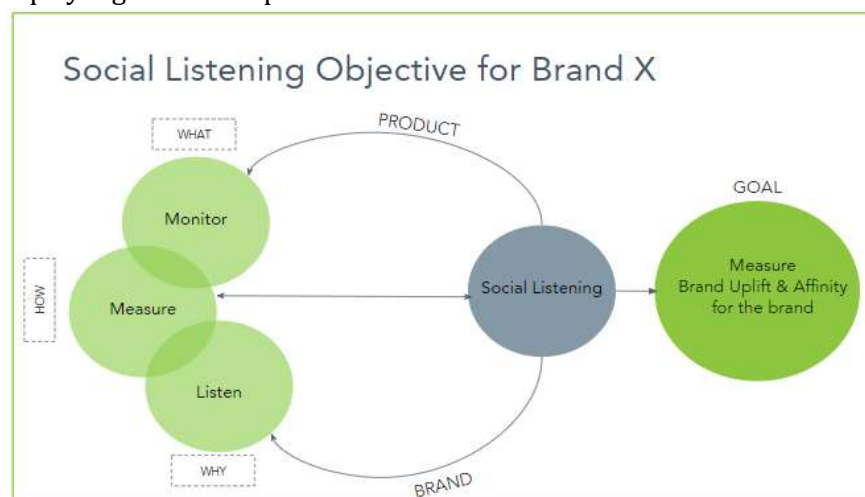 Social Listening Objective for Brand X
WHAT
PRODUCT
GOAL
Monitor
HOW
Measure
Social Listening
Measure
Brand Uplift & Affinity
for the brand
Listen
WHY
BRAND